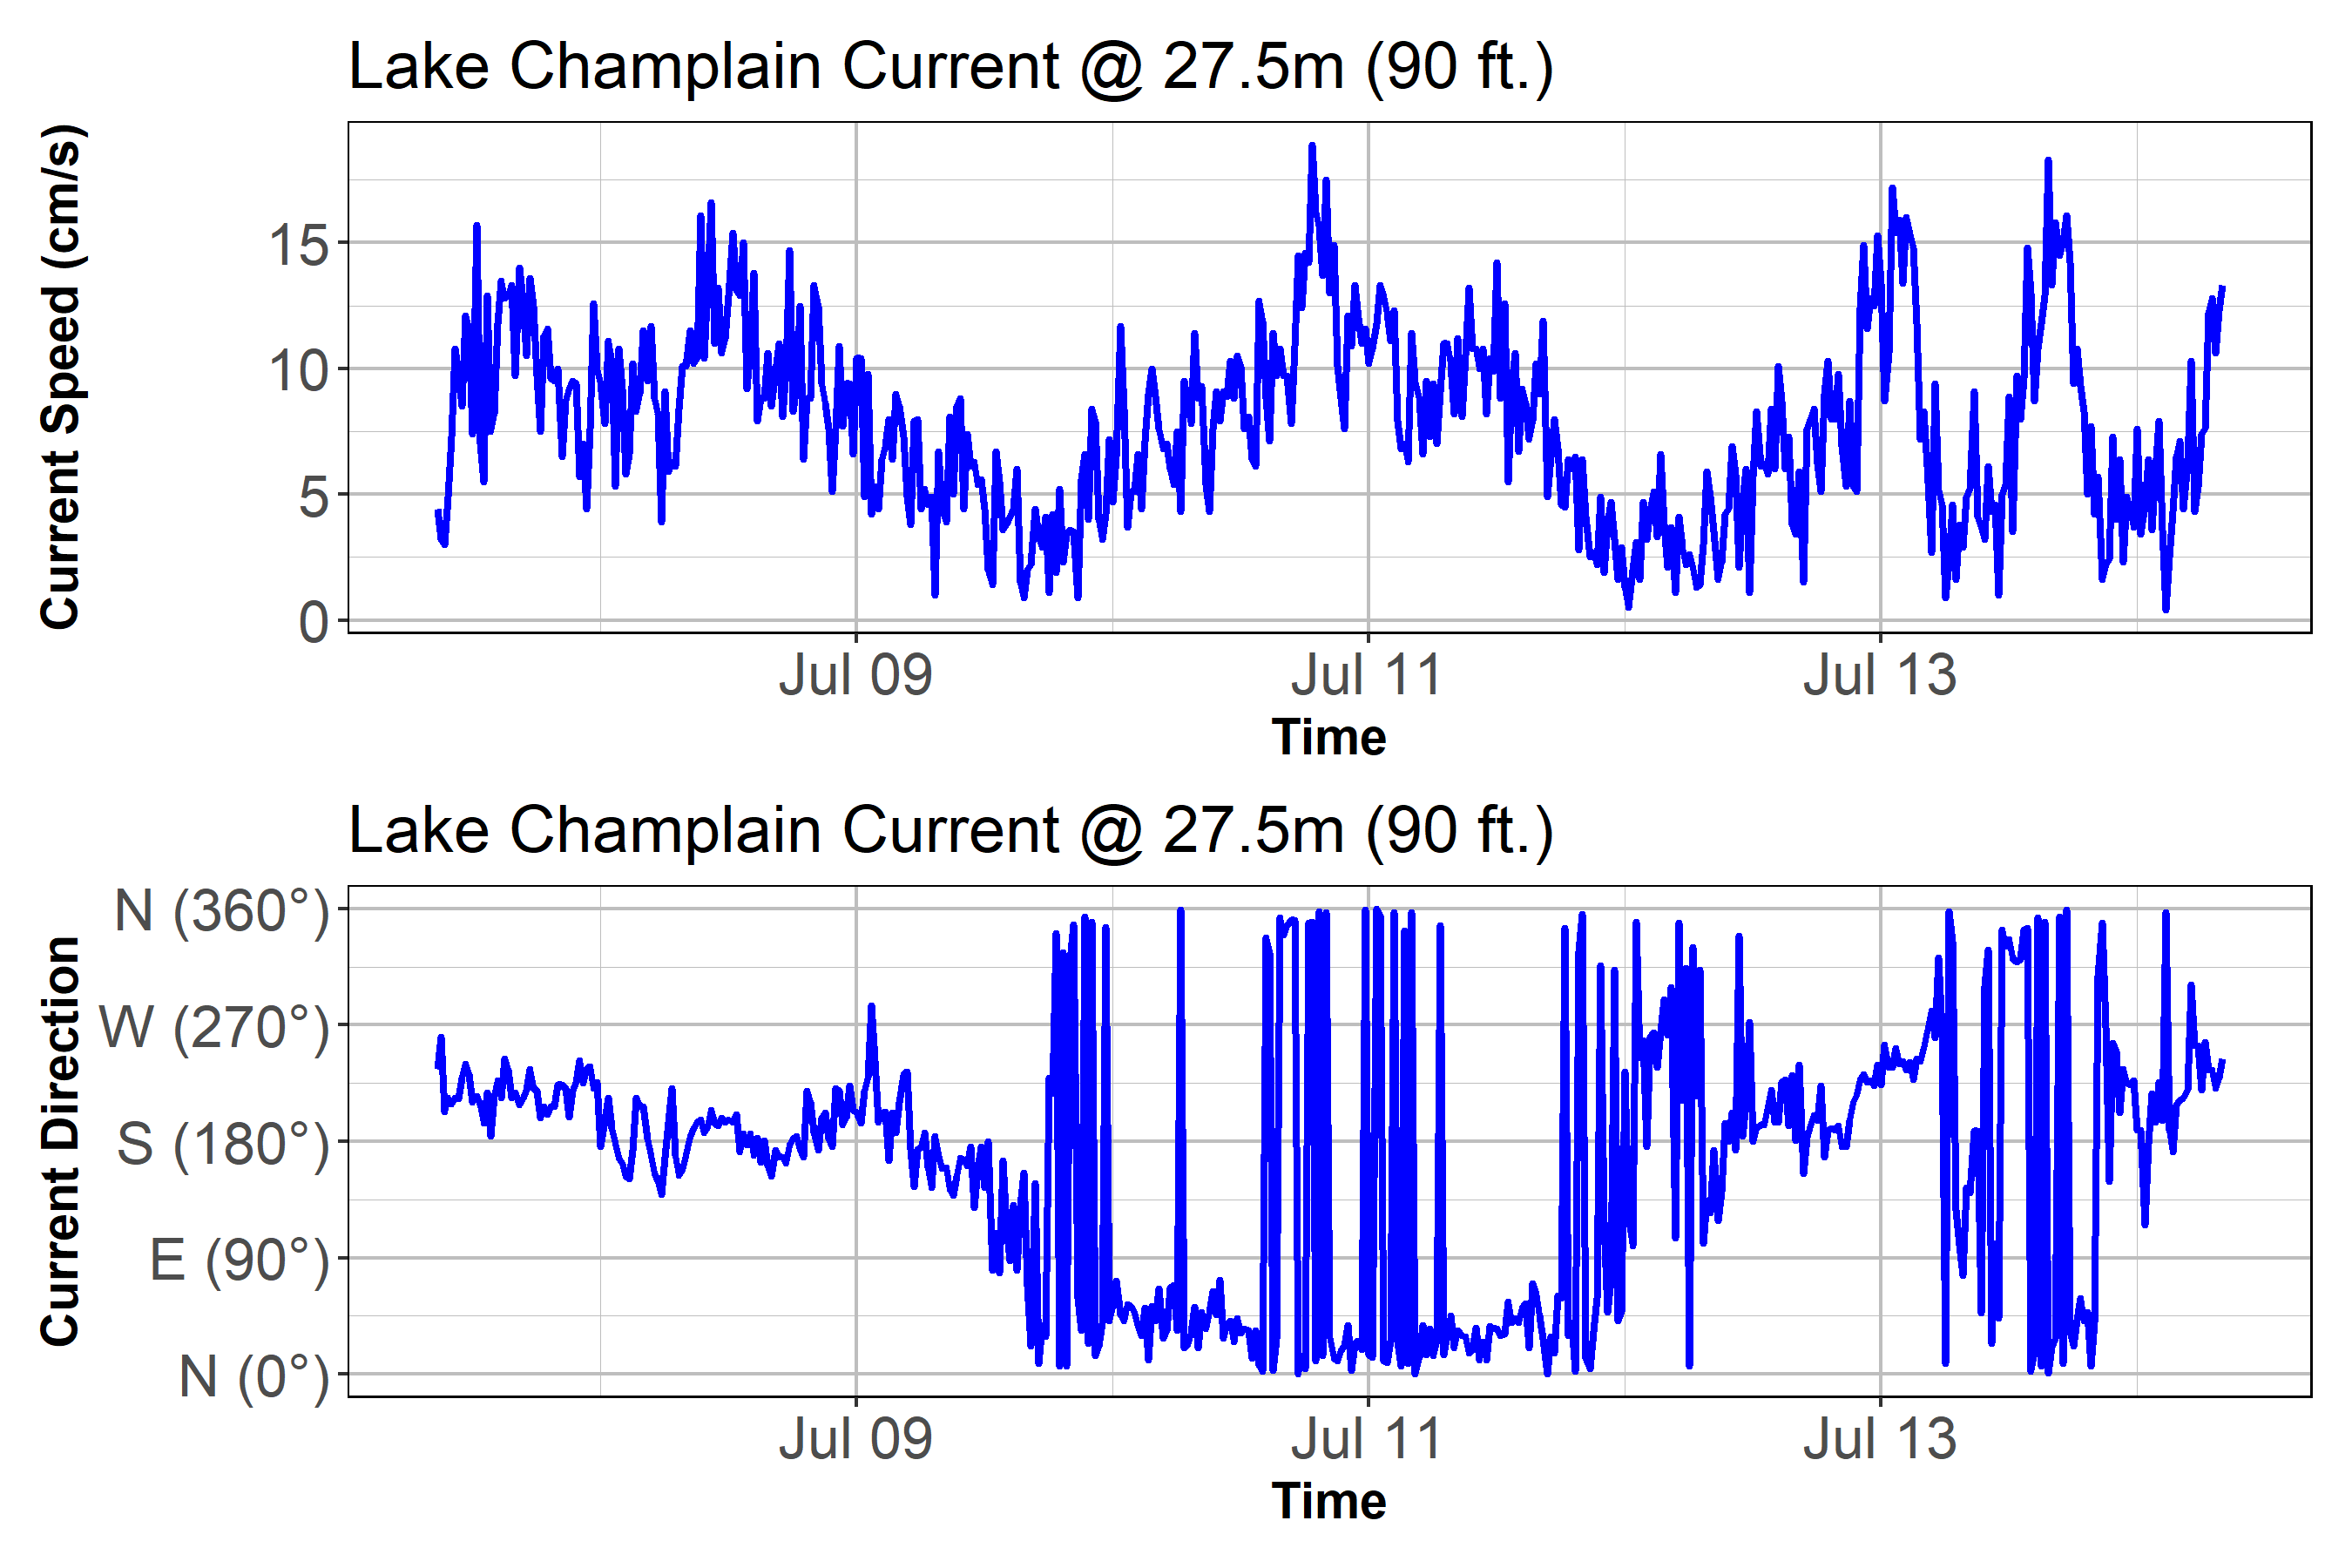 Lake Champlain Current @ 27.5m (90 ft.)
Current Speed (cm/s)
15
10
5
0
Jul 09
Jul 11
Jul 13
Time
Lake Champlain Current @ 27.5m (90 ft.)
Current Direction
N (360°)
W (270°)
S (180°)
E (90°)
N (0°)
Jul 09
Jul 11
Jul 13
Time